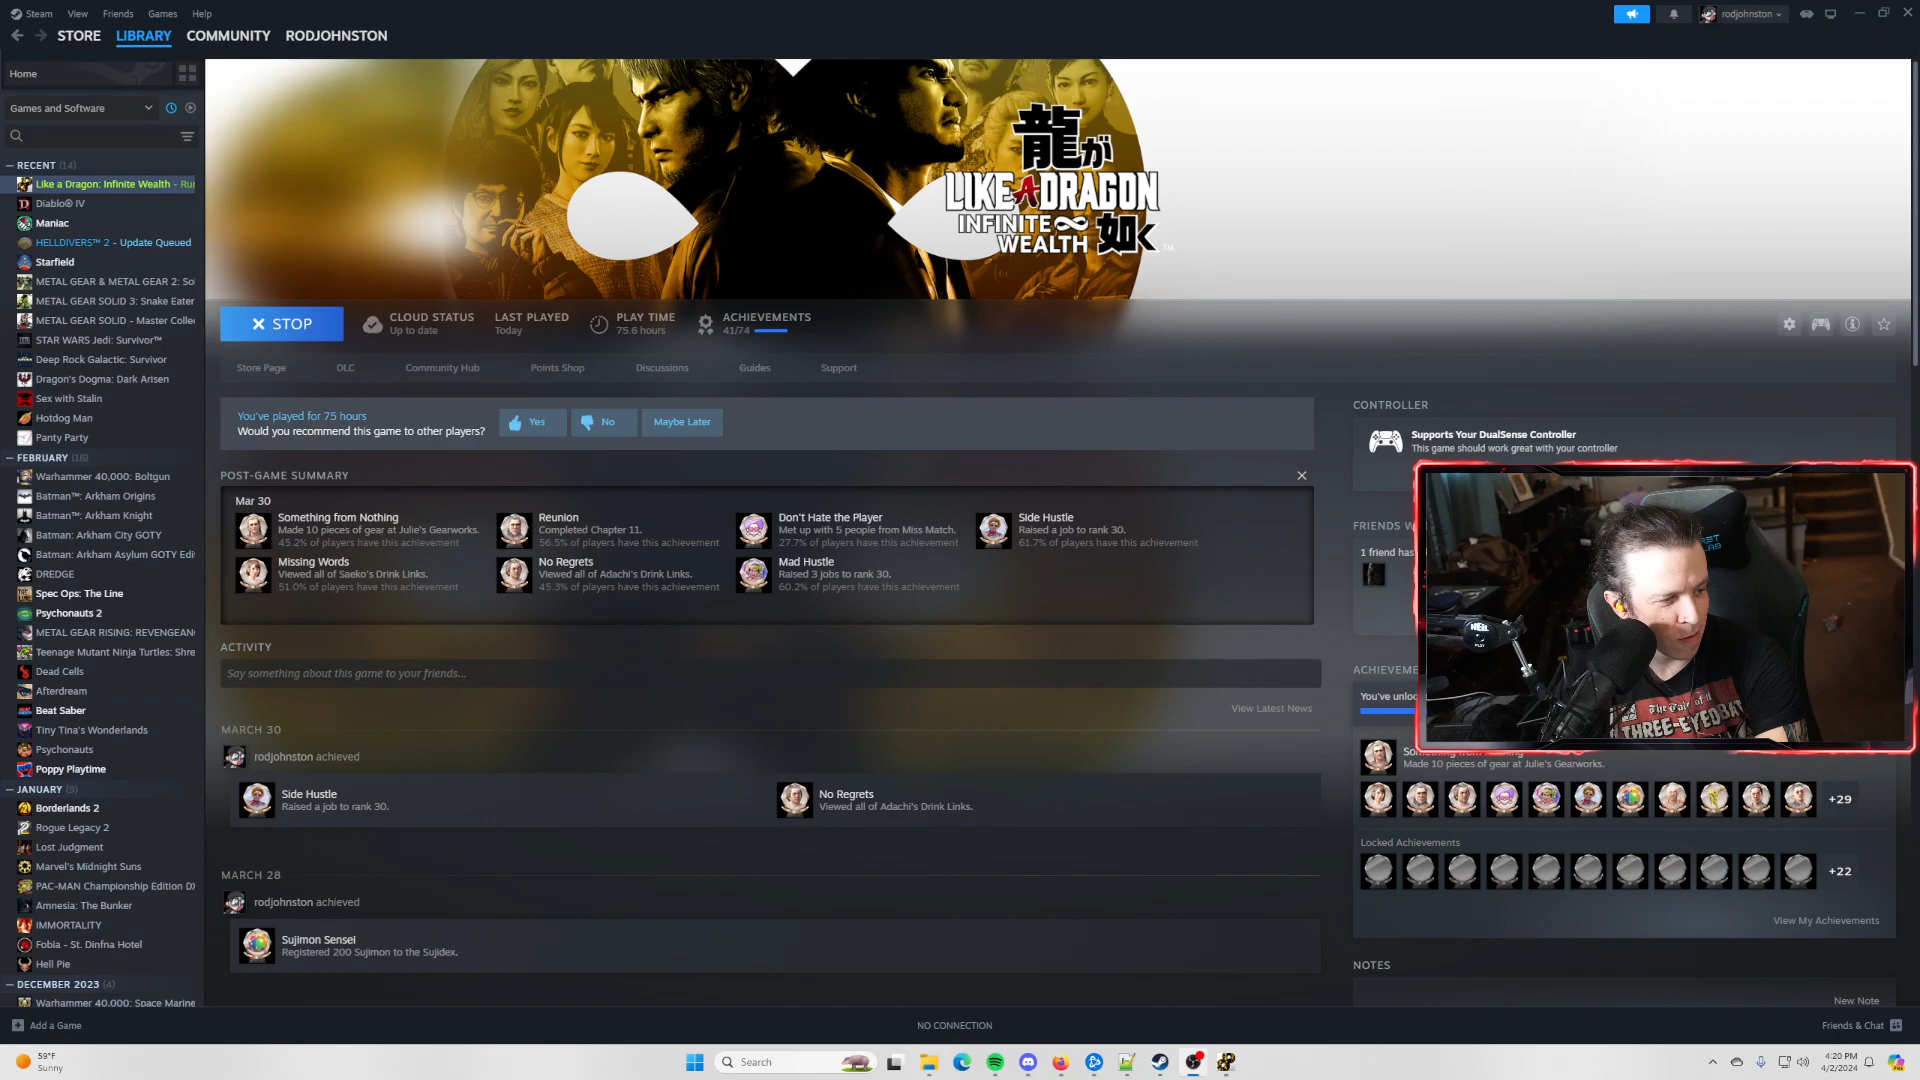 Steam View Friends Games Help
rodjohnston
STORE LIBRARY COMMUNITY RODJOHNSTON
Home
Games and Software
RECENT (14)
Like a Dragon: Infinite Wealth - Run
Diablo® IV
Maniac
HELLDIVERS™ 2 - Update Queued
Starfield
METAL GEAR & METAL GEAR 2: Sol
METAL GEAR SOLID 3: Snake Eater
METAL GEAR SOLID - Master Collec
STAR WARS Jedi: Survivor™
Deep Rock Galactic: Survivor
Dragon's Dogma: Dark Arisen
Sex with Stalin
Hotdog Man
Panty Party
FEBRUARY (16)
Warhammer 40,000: Boltgun
Batman™: Arkham Origins
Batman™: Arkham Knight
Batman: Arkham City GOTY
Batman: Arkham Asylum GOTY Edit
DREDGE
Spec Ops: The Line
Psychonauts 2
METAL GEAR RISING: REVENGEAN
Teenage Mutant Ninja Turtles: Shre
Dead Cells
Afterdream
Beat Saber
Tiny Tina's Wonderlands
Psychonauts
Poppy Playtime
JANUARY (9)
Borderlands 2
Rogue Legacy 2
Lost Judgment
Marvel's Midnight Suns
PAC-MAN Championship Edition DX
Amnesia: The Bunker
IMMORTALITY
Fobia - St. Dinfna Hotel
Hell Pie
DECEMBER 2023 (4)
Warhammer 40,000: Space Marine
Add a Game
龍が
LIKE A DRAGON
INFINITE
WEALTH 如く™
STOP
CLOUD STATUS
Up to date
LAST PLAYED
Today
PLAY TIME
75.6 hours
ACHIEVEMENTS
41/74
Store Page DLC Community Hub Points Shop Discussions Guides Support
You've played for 75 hours
Would you recommend this game to other players?
Yes No Maybe Later
POST-GAME SUMMARY
Mar 30
Something from Nothing
Made 10 pieces of gear at Julie's Gearworks.
45.2% of players have this achievement
Reunion
Completed Chapter 11.
56.5% of players have this achievement
Don't Hate the Player
Met up with 5 people from Miss Match.
27.7% of players have this achievement
Side Hustle
Raised a job to rank 30.
61.7% of players have this achievement
Missing Words
Viewed all of Saeko's Drink Links.
51.0% of players have this achievement
No Regrets
Viewed all of Adachi's Drink Links.
45.3% of players have this achievement
Mad Hustle
Raised 3 jobs to rank 30.
60.2% of players have this achievement
ACTIVITY
Say something about this game to your friends...
View Latest News
MARCH 30
rodjohnston achieved
Side Hustle
Raised a job to rank 30.
No Regrets
Viewed all of Adachi's Drink Links.
MARCH 28
rodjohnston achieved
Sujimon Sensei
Registered 200 Sujimon to the Sujidex.
CONTROLLER
Supports Your DualSense Controller
This game should work great with your controller
FRIENDS W
1 friend has
ACHIEVEME
You've unloc
Made 10 pieces of gear at Julie's Gearworks.
+29
Locked Achievements
+22
View My Achievements
NOTES
New Note
The Tale of
THREE-EYED BAT
NO CONNECTION
Friends & Chat
59°F
Sunny
Search
4:20 PM
4/2/2024